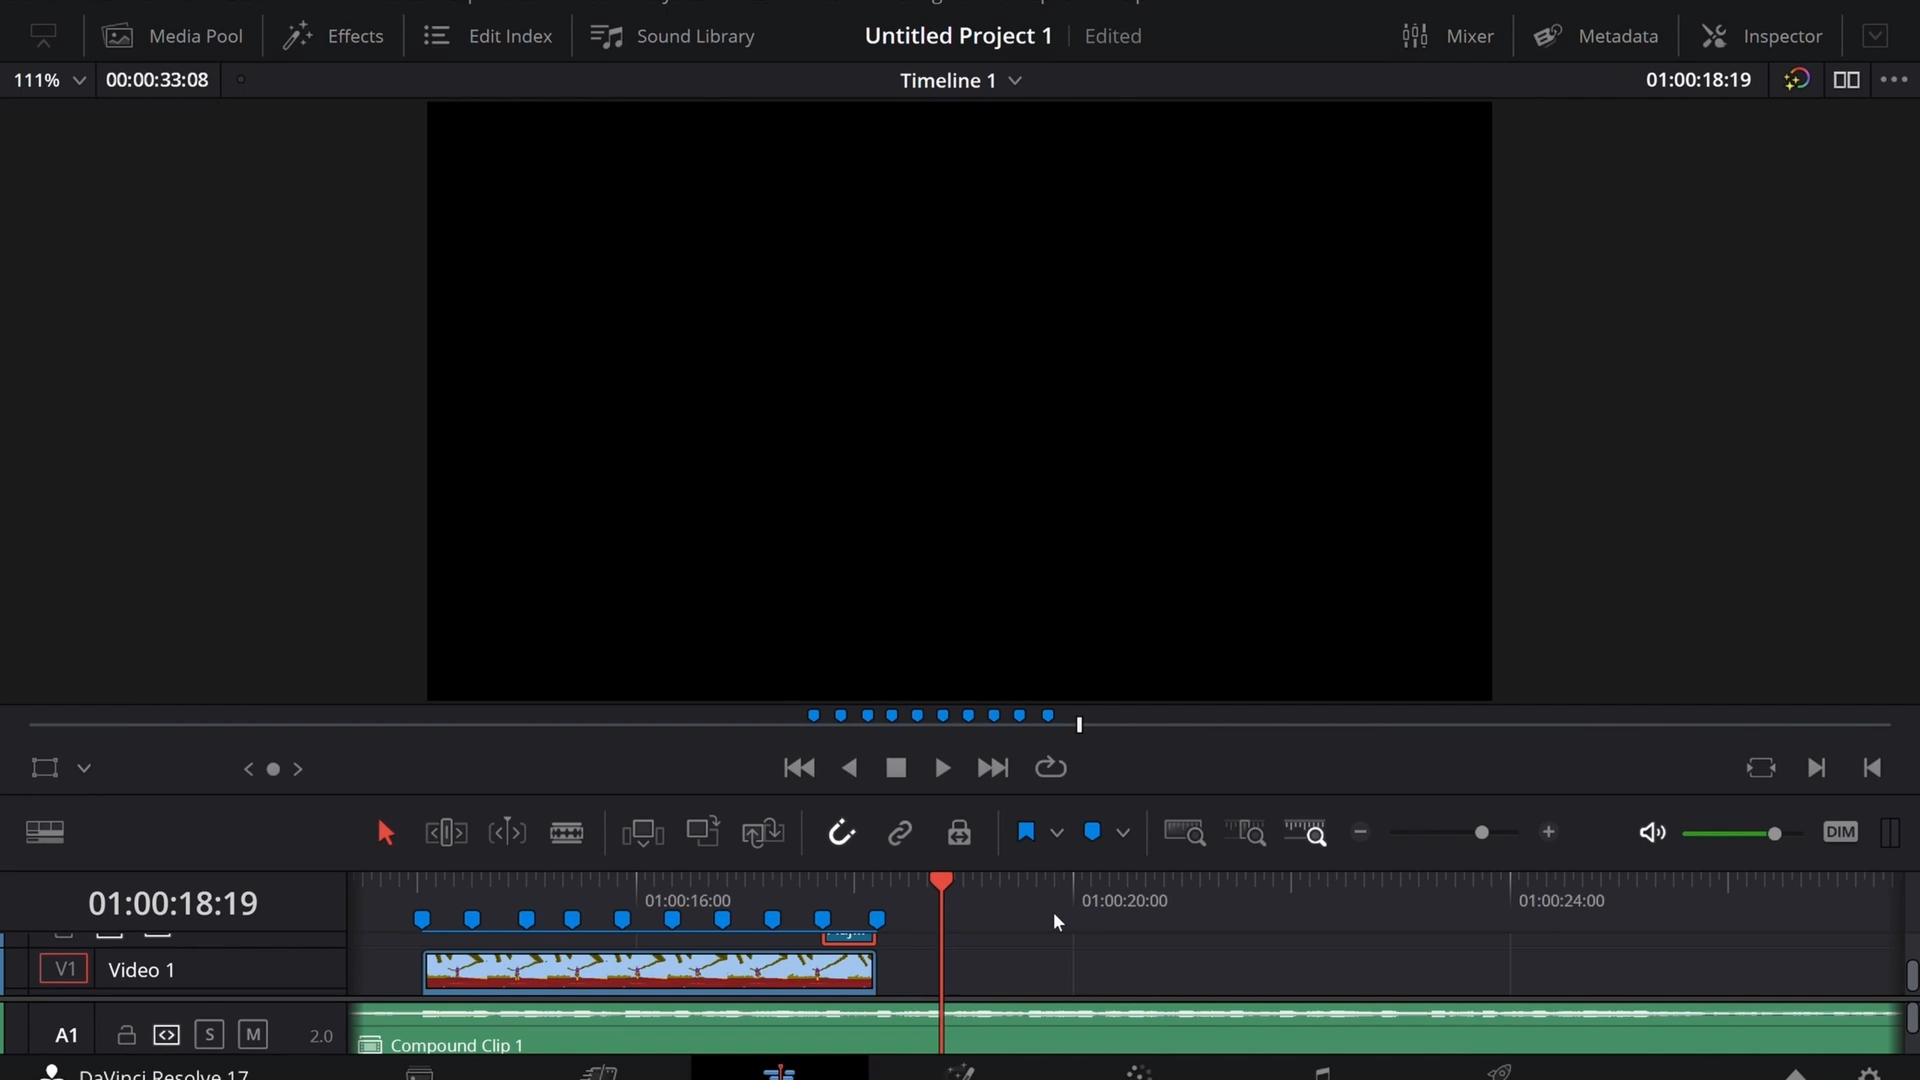 Media Pool Effects Edit Index Sound Library Untitled Project 1 Edited Mixer Metadata Inspector
111% 00:00:33:08 Timeline 1 01:00:18:19
DIM
01:00:18:19 01:00:16:00 01:00:20:00 01:00:24:00
V1 Video 1
A1 S M 2.0
Compound Clip 1
DaVinci Resolve 17